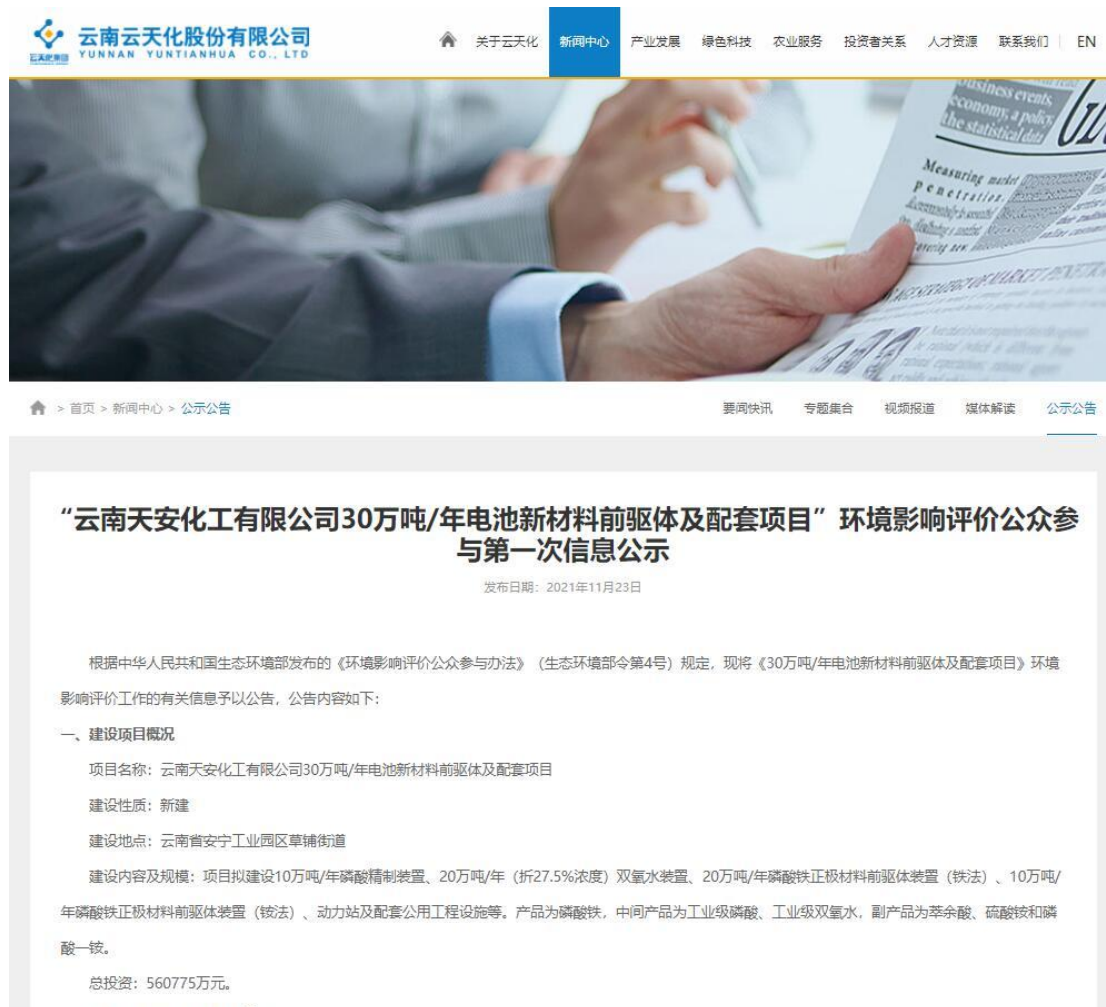 云南云天化股份有限公司
YUNNAN YUNTIANHUA CO., LTD
云天化集团
关于云天化 新闻中心 产业发展 绿色科技 农业服务 投资者关系 人才资源 联系我们 | EN
business events,
economy, a policy,
the statistical data
Measuring market
penetration.
> 首页 > 新闻中心 > 公示公告
要闻快讯 专题集合 视频报道 媒体解读 公示公告
“云南天安化工有限公司30万吨/年电池新材料前驱体及配套项目”环境影响评价公众参
与第一次信息公示
发布日期：2021年11月23日
根据中华人民共和国生态环境部发布的《环境影响评价公众参与办法》（生态环境部令第4号）规定，现将《30万吨/年电池新材料前驱体及配套项目》环境
影响评价工作的有关信息予以公告，公告内容如下：
一、建设项目概况
项目名称：云南天安化工有限公司30万吨/年电池新材料前驱体及配套项目
建设性质：新建
建设地点：云南省安宁工业园区草铺街道
建设内容及规模：项目拟建设10万吨/年磷酸精制装置、20万吨/年（折27.5%浓度）双氧水装置、20万吨/年磷酸铁正极材料前驱体装置（铁法）、10万吨/
年磷酸铁正极材料前驱体装置（铵法）、动力站及配套公用工程设施等。产品为磷酸铁，中间产品为工业级磷酸、工业级双氧水，副产品为萃余酸、硫酸铵和磷
酸一铵。
总投资：560775万元。